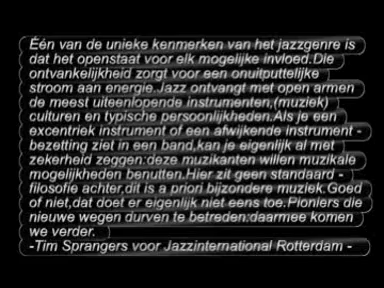 Één van de unieke kenmerken van het jazzgenre is
dat het openstaat voor elk mogelijke invloed.Die
ontvankelijkheid zorgt voor een onuitputtelijke
stroom aan energie.Jazz ontvangt met open armen
de meest uiteenlopende instrumenten,(muziek)
culturen en typische persoonlijkheden.Als je een
excentriek instrument of een afwijkende instrument -
bezetting ziet in een band,kan je eigenlijk al met
zekerheid zeggen:deze muzikanten willen muzikale
mogelijkheden benutten.Hier zit geen standaard -
filosofie achter,dit is a priori bijzondere muziek.Goed
of niet,dat doet er eigenlijk niet eens toe.Pioniers die
nieuwe wegen durven te betreden:daarmee komen
we verder.
-Tim Sprangers voor Jazzinternational Rotterdam -